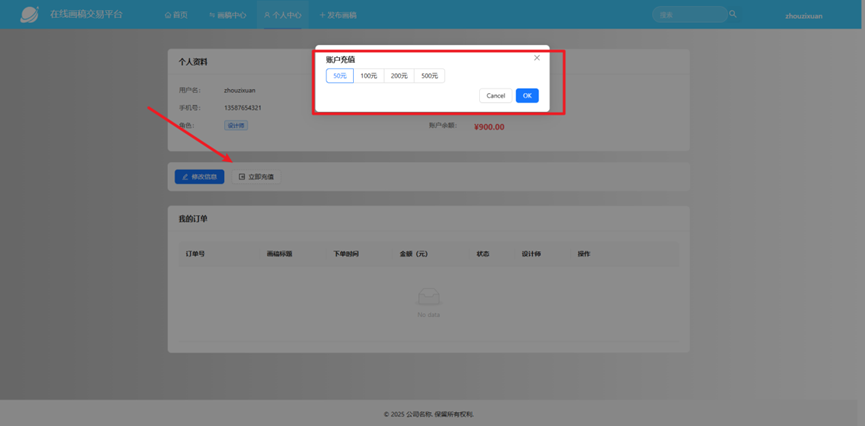 在线画稿交易平台 首页 画稿中心 个人中心 + 发布画稿 搜索 zhouzixuan
个人资料
用户名: zhouzixuan
手机号: 13587654321
角色: 设计师 账户余额: ¥900.00
账户充值
50元 100元 200元 500元
Cancel OK
修改信息 立即充值
我的订单
订单号 画稿标题 下单时间 金额（元） 状态 设计师 操作
No data
© 2025 公司名称. 保留所有权利.